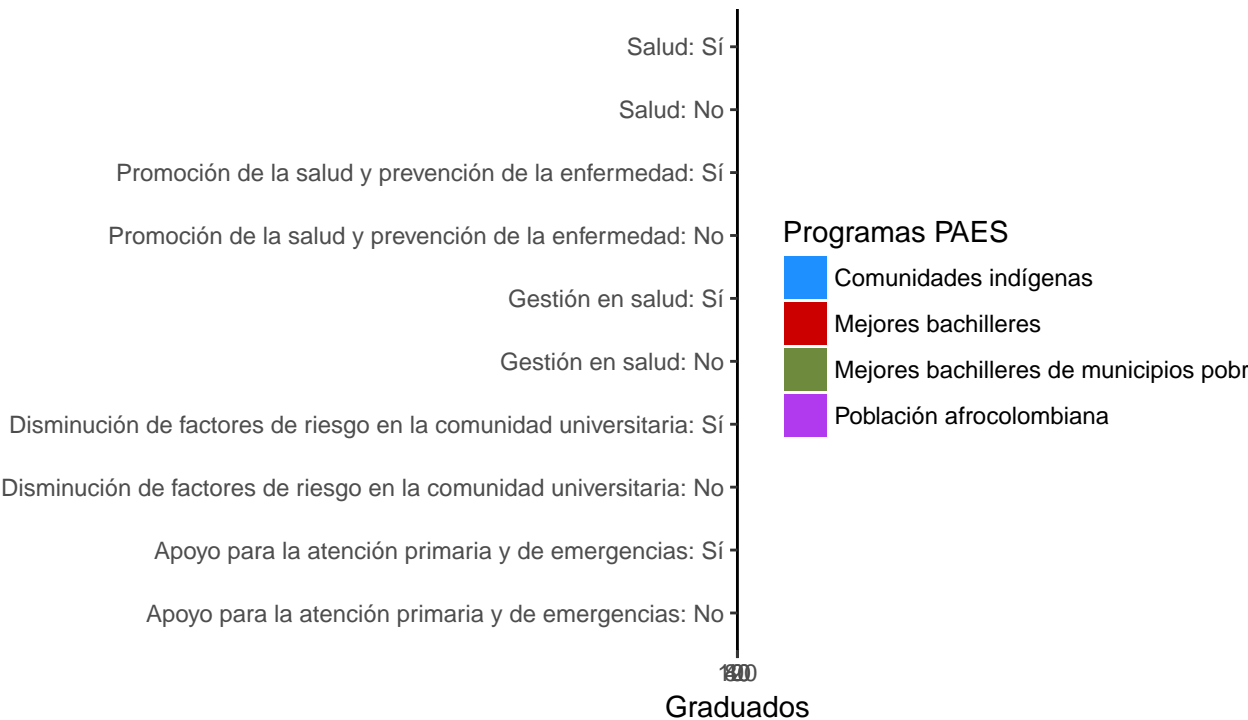 Salud: Sí
Salud: No
Promoción de la salud y prevención de la enfermedad: Sí
Promoción de la salud y prevención de la enfermedad: No
Gestión en salud: Sí
Gestión en salud: No
Disminución de factores de riesgo en la comunidad universitaria: Sí
Disminución de factores de riesgo en la comunidad universitaria: No
Apoyo para la atención primaria y de emergencias: Sí
Apoyo para la atención primaria y de emergencias: No
Graduados
Programas PAES
Comunidades indígenas
Mejores bachilleres
Mejores bachilleres de municipios pobr
Población afrocolombiana